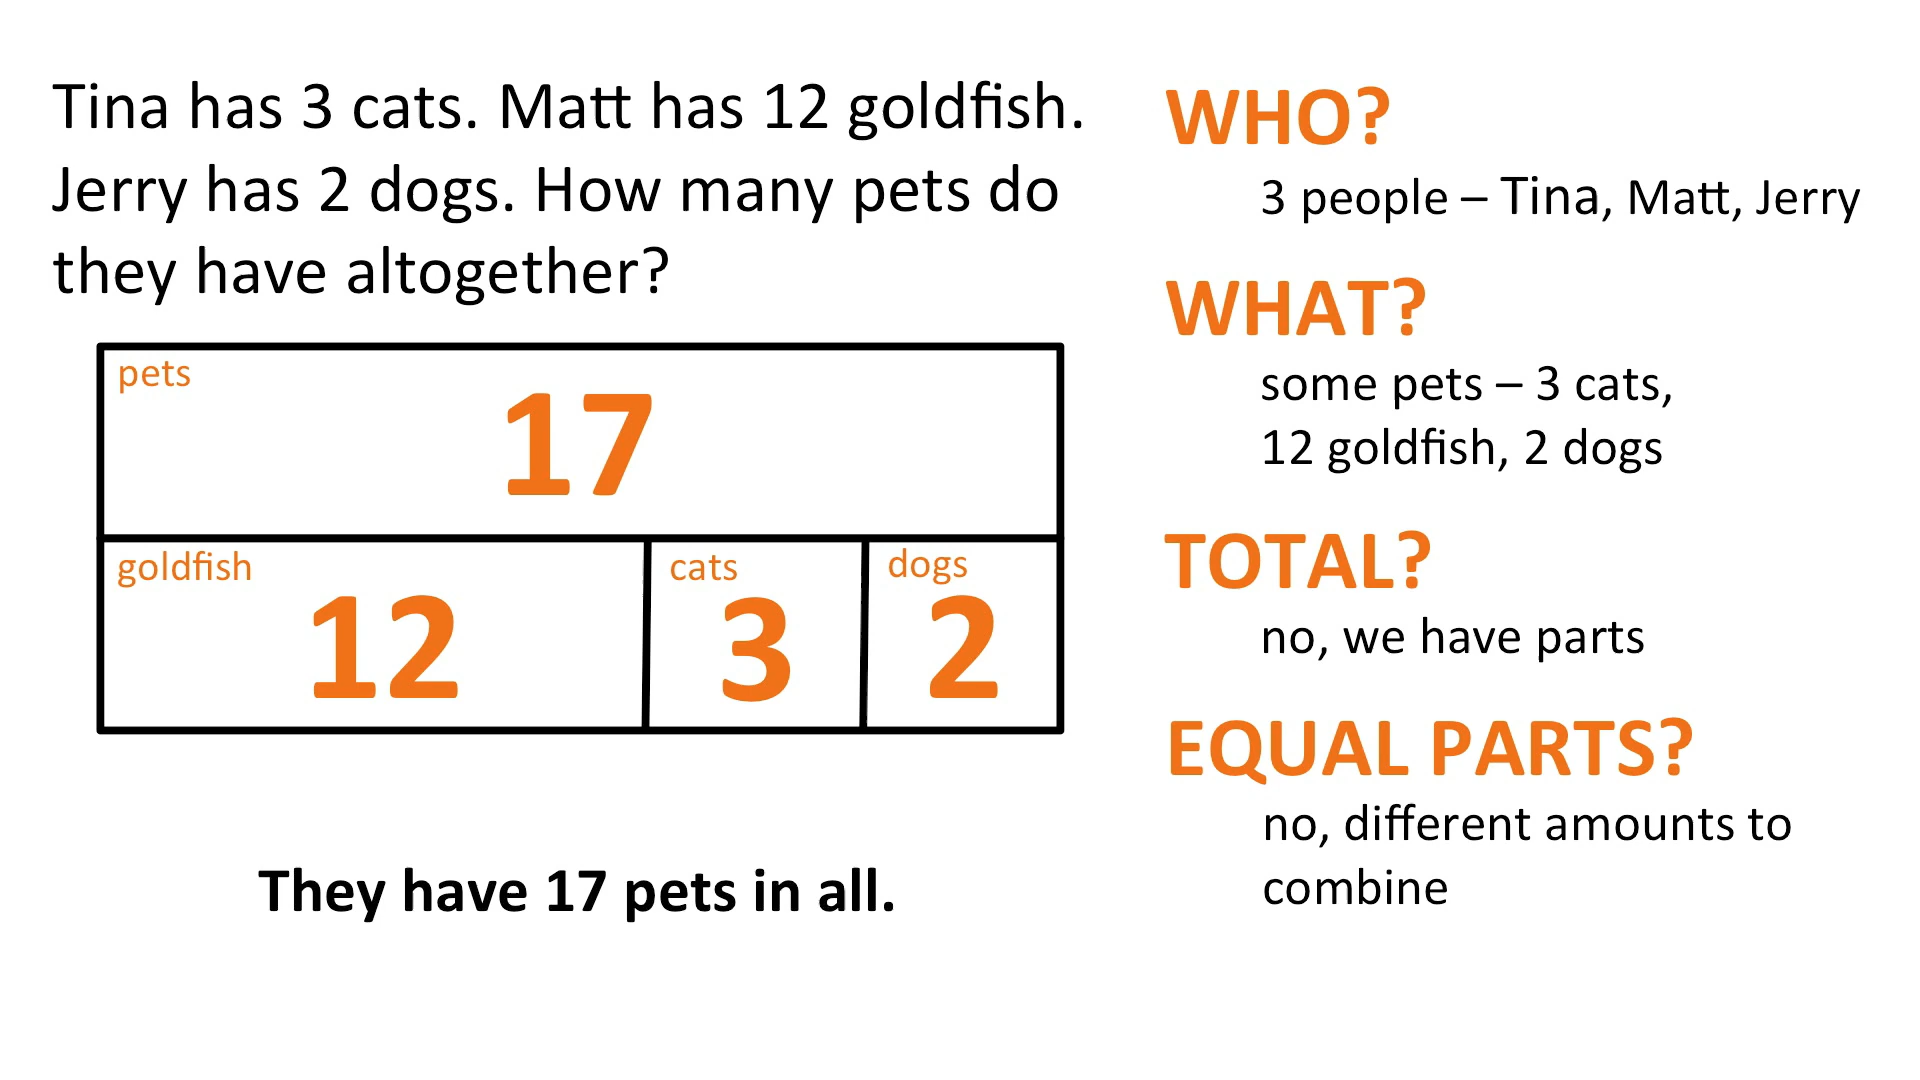 Tina has 3 cats. Matt has 12 goldfish.
Jerry has 2 dogs. How many pets do
they have altogether?
pets
17
goldfish
12
cats
3
dogs
2
They have 17 pets in all.
WHO?
3 people – Tina, Matt, Jerry
WHAT?
some pets – 3 cats,
12 goldfish, 2 dogs
TOTAL?
no, we have parts
EQUAL PARTS?
no, different amounts to
combine